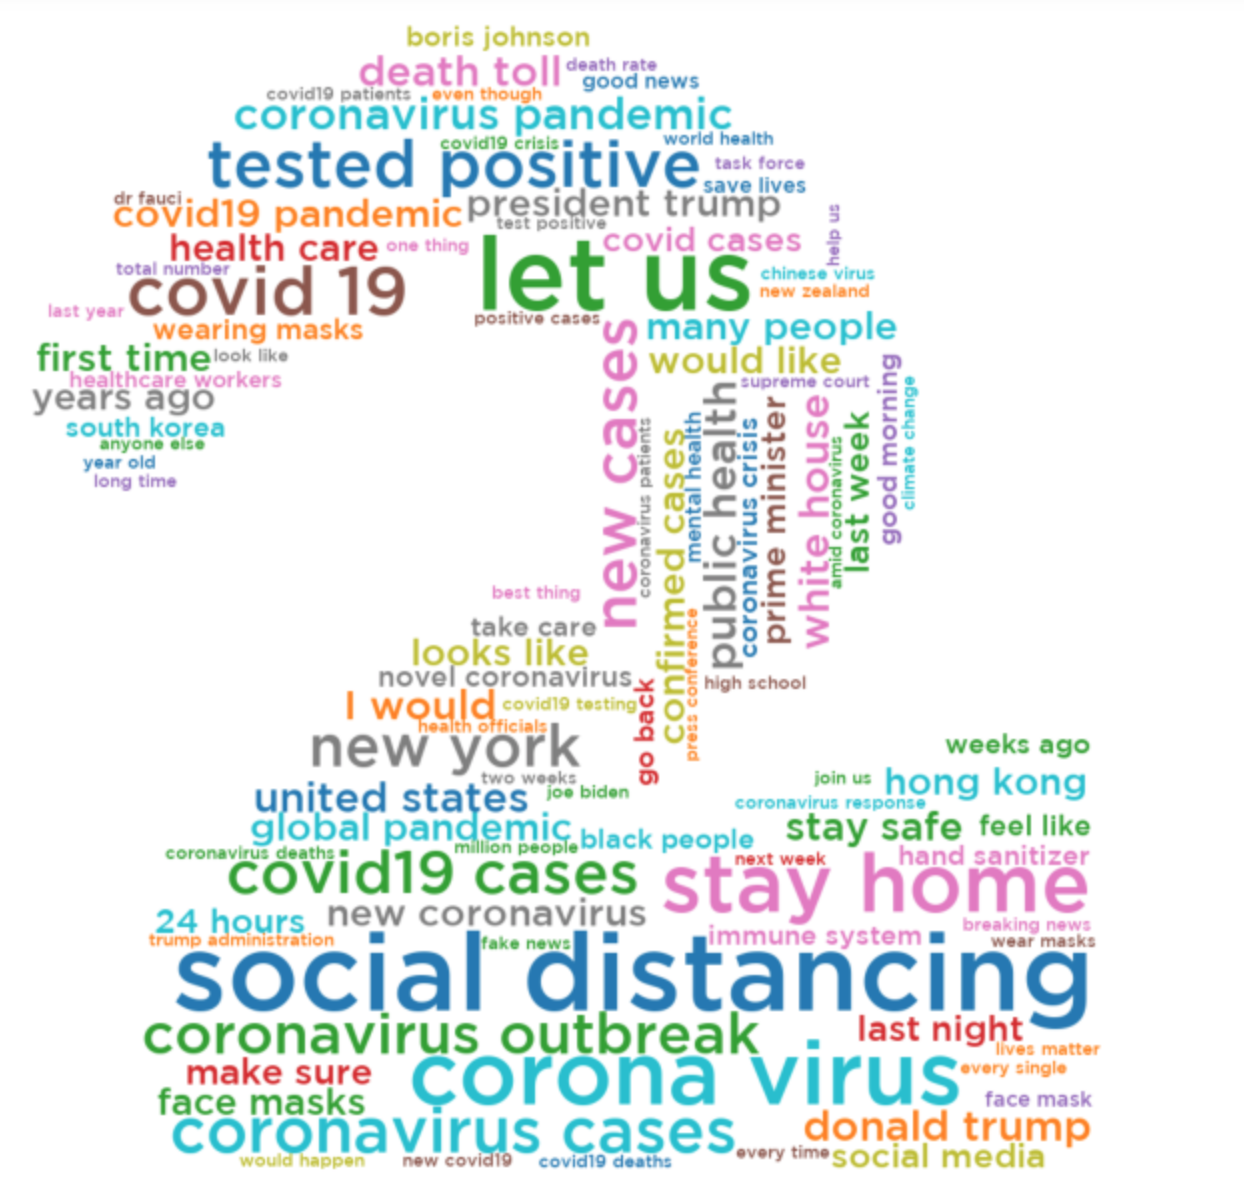 boris johnson
death toll
death rate
good news
covid19 patients
even though
coronavirus pandemic
world health
covid19 crisis
tested positive
task force
save lives
dr fauci
covid19 pandemic
president trump
test positive
help us
health care
one thing
covid cases
total number
covid 19
let us
chinese virus
new zealand
last year
positive cases
wearing masks
many people
first time
look like
would like
healthcare workers
supreme court
years ago
south korea
anyone else
year old
long time
new cases
coronavirus patients
confirmed cases
mental health
public health
coronavirus crisis
prime minister
white house
amid coronavirus
last week
good morning
climate change
best thing
take care
looks like
novel coronavirus
press conference
high school
I would
covid19 testing
go back
health officials
new york
weeks ago
two weeks
join us
hong kong
united states
joe biden
coronavirus response
global pandemic
black people
stay safe
feel like
million people
coronavirus deaths
covid19 cases
next week
hand sanitizer
stay home
24 hours
new coronavirus
breaking news
trump administration
fake news
immune system
wear masks
social distancing
coronavirus outbreak
last night
lives matter
make sure
corona virus
every single
face masks
face mask
coronavirus cases
donald trump
every time
social media
would happen
new covid19
covid19 deaths